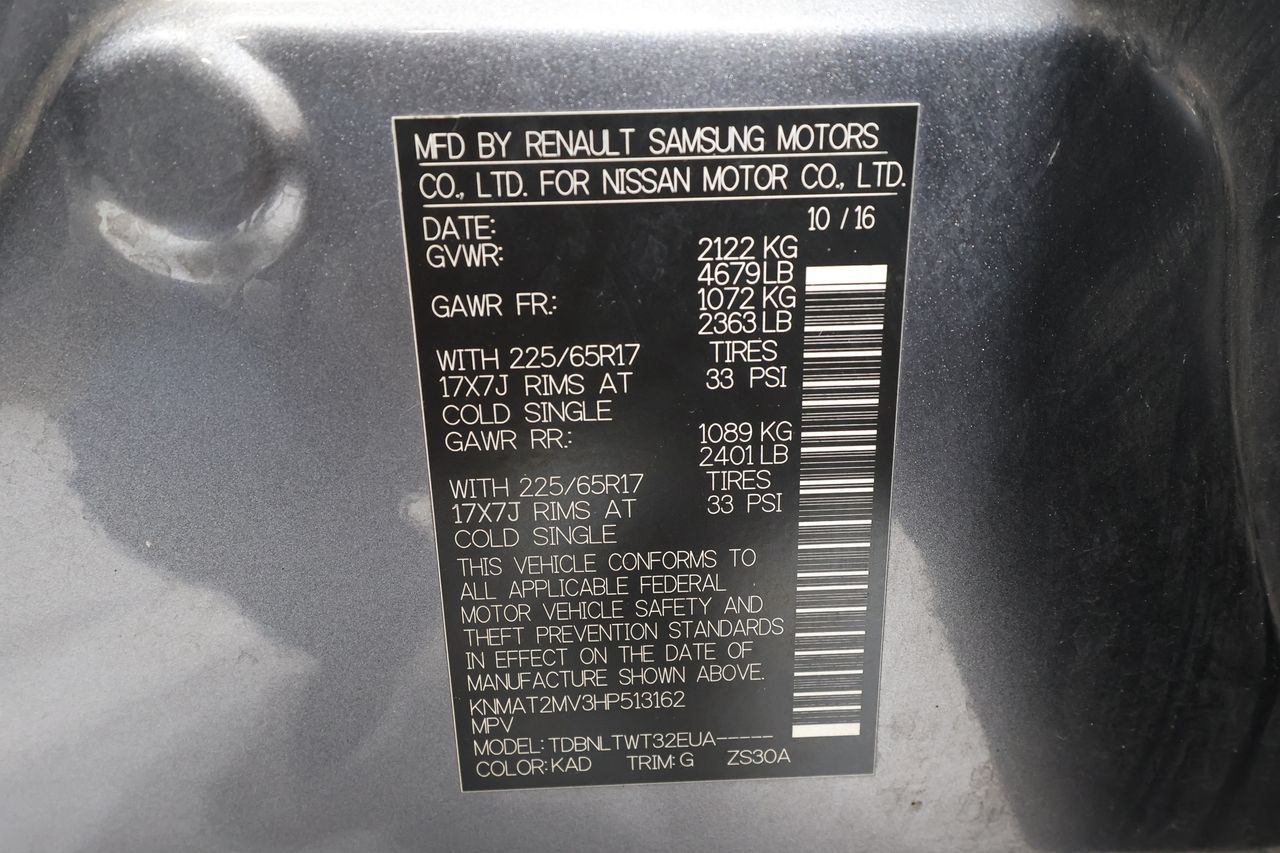 MFD BY RENAULT SAMSUNG MOTORS
CO., LTD. FOR NISSAN MOTOR CO., LTD.
DATE: 10 / 16
GVWR: 2122 KG
4679 LB
GAWR FR.: 1072 KG
2363 LB
WITH 225/65R17 TIRES
17X7J RIMS AT 33 PSI
COLD SINGLE
GAWR RR.: 1089 KG
2401 LB
WITH 225/65R17 TIRES
17X7J RIMS AT 33 PSI
COLD SINGLE
THIS VEHICLE CONFORMS TO
ALL APPLICABLE FEDERAL
MOTOR VEHICLE SAFETY AND
THEFT PREVENTION STANDARDS
IN EFFECT ON THE DATE OF
MANUFACTURE SHOWN ABOVE.
KNMAT2MV3HP513162
MPV
MODEL: TDBNLTWT32EUA-----
COLOR: KAD TRIM: G ZS30A